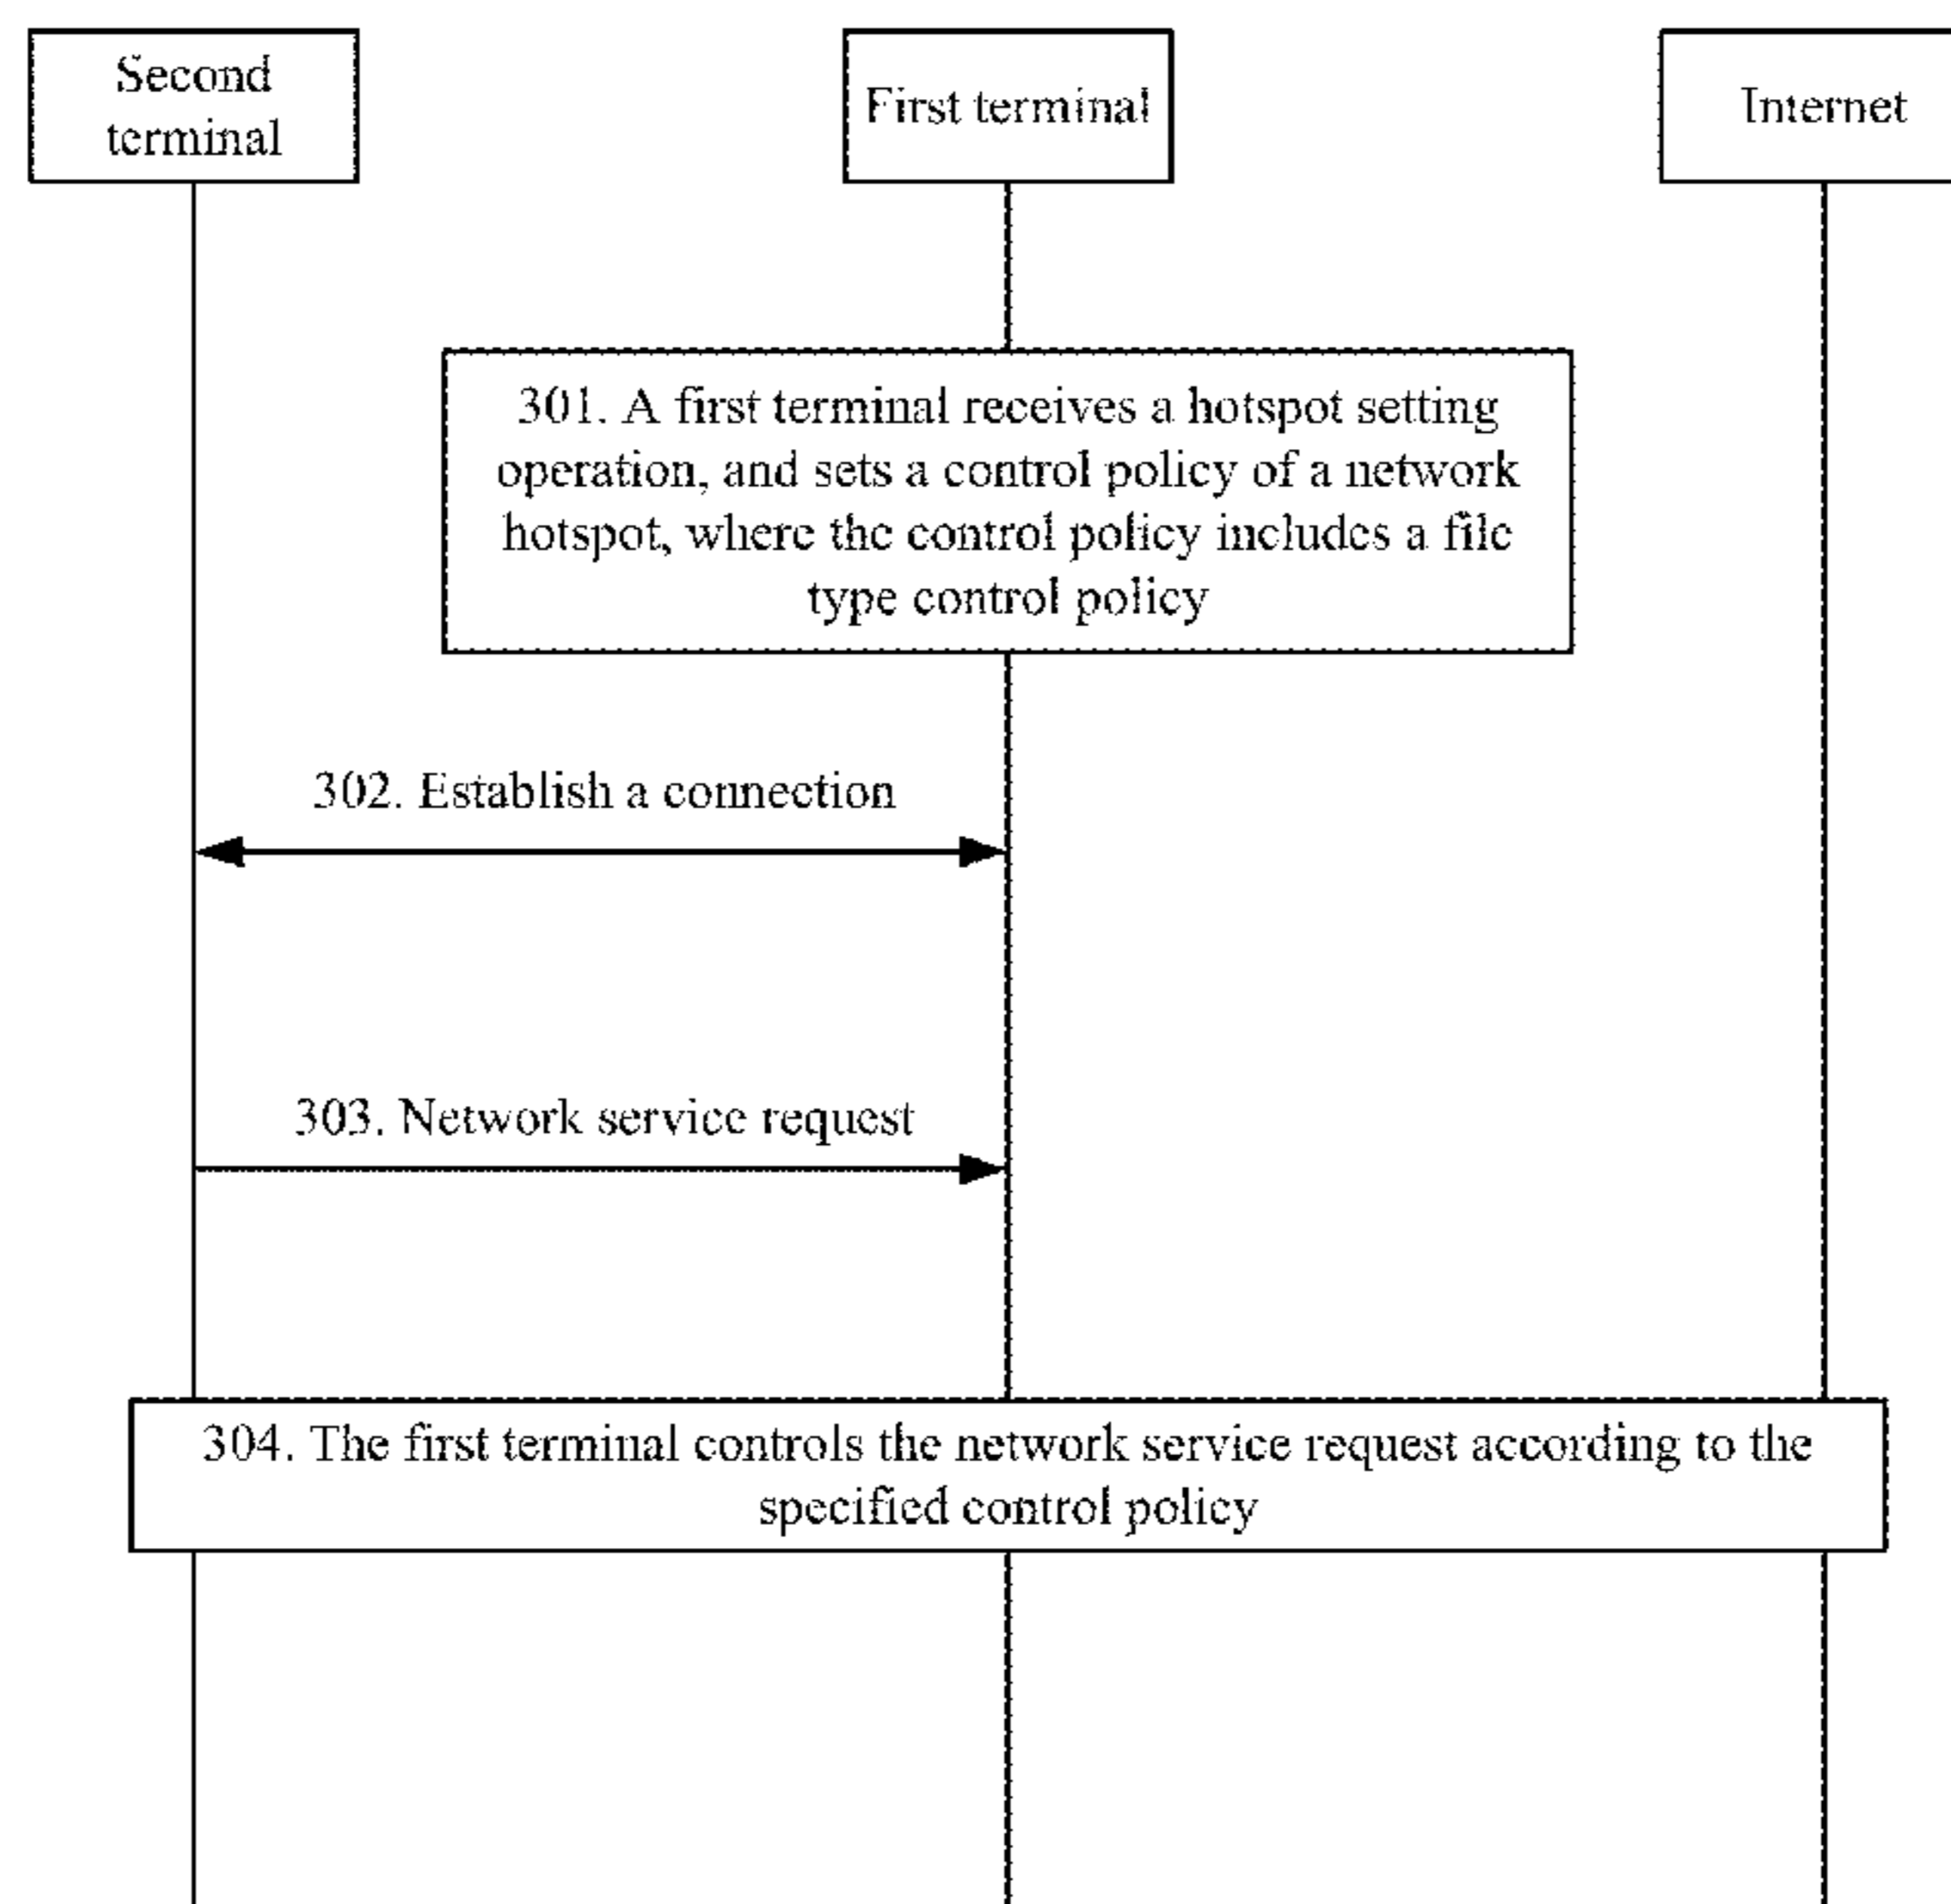 Second
terminal
First terminal
Internet
301. A first terminal receives a hotspot setting
operation, and sets a control policy of a network
hotspot, where the control policy includes a file
type control policy
302. Establish a connection
303. Network service request
304. The first terminal controls the network service request according to the
specified control policy